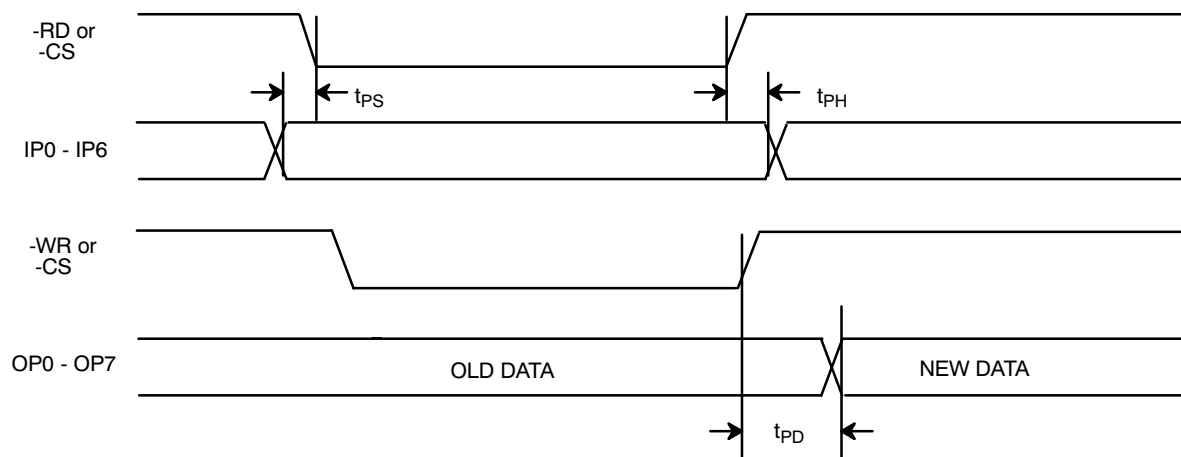 -RD or
-CS
tPS
tPH
IP0 - IP6
-WR or
-CS
OP0 - OP7
OLD DATA
NEW DATA
tPD